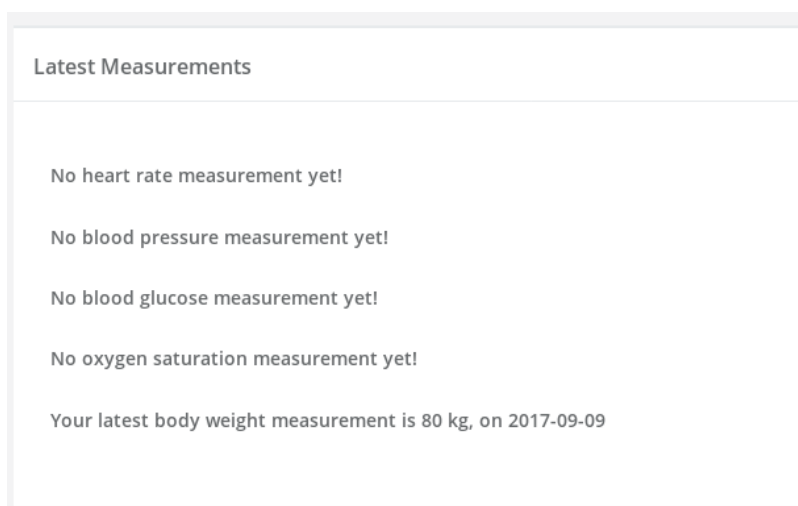 Latest Measurements
No heart rate measurement yet!
No blood pressure measurement yet!
No blood glucose measurement yet!
No oxygen saturation measurement yet!
Your latest body weight measurement is 80 kg, on 2017-09-09